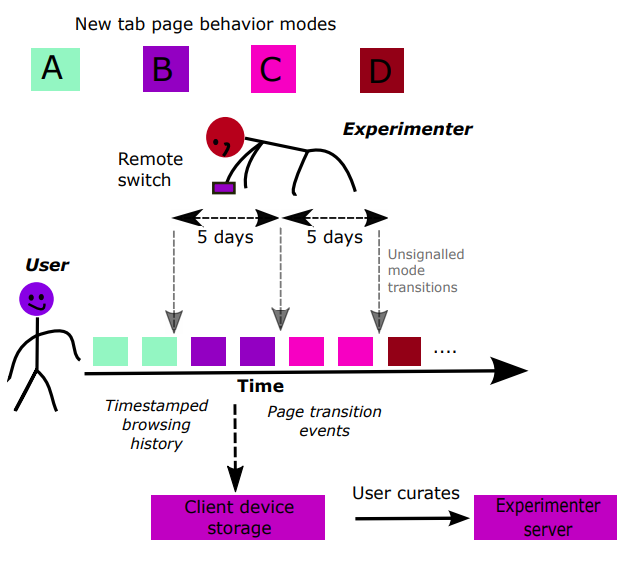 New tab page behavior modes
A B C D
Experimenter
Remote
switch
5 days 5 days
User
Unsignalled
mode
transitions
....
Time
Timestamped
browsing
history
Page transition
events
Client device
storage
User curates
Experimenter
server